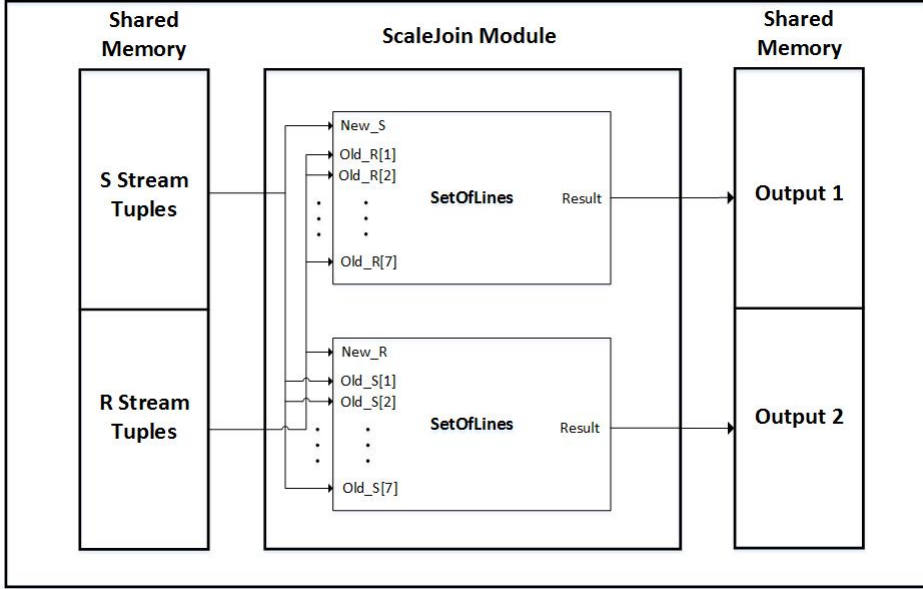 Shared
Memory
ScaleJoin Module
Shared
Memory
S Stream
Tuples
New_S
Old_R[1]
Old_R[2]
Old_R[7]
SetOfLines
Result
Output 1
R Stream
Tuples
New_R
Old_S[1]
Old_S[2]
Old_S[7]
SetOfLines
Result
Output 2